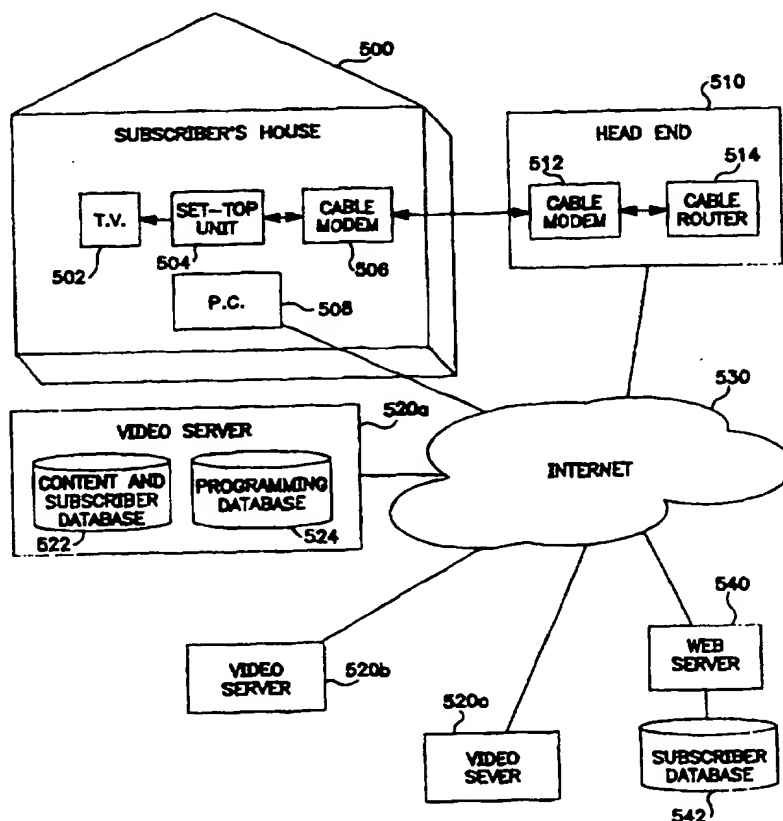 500
SUBSCRIBER'S HOUSE
T.V.
502
SET-TOP
UNIT
504
CABLE
MODEM
506
P.C.
508
510
HEAD END
512
CABLE
MODEM
514
CABLE
ROUTER
520a
VIDEO SERVER
CONTENT AND
SUBSCRIBER
DATABASE
522
PROGRAMMING
DATABASE
524
530
INTERNET
VIDEO
SERVER
520b
520c
VIDEO
SEVER
540
WEB
SERVER
SUBSCRIBER
DATABASE
542